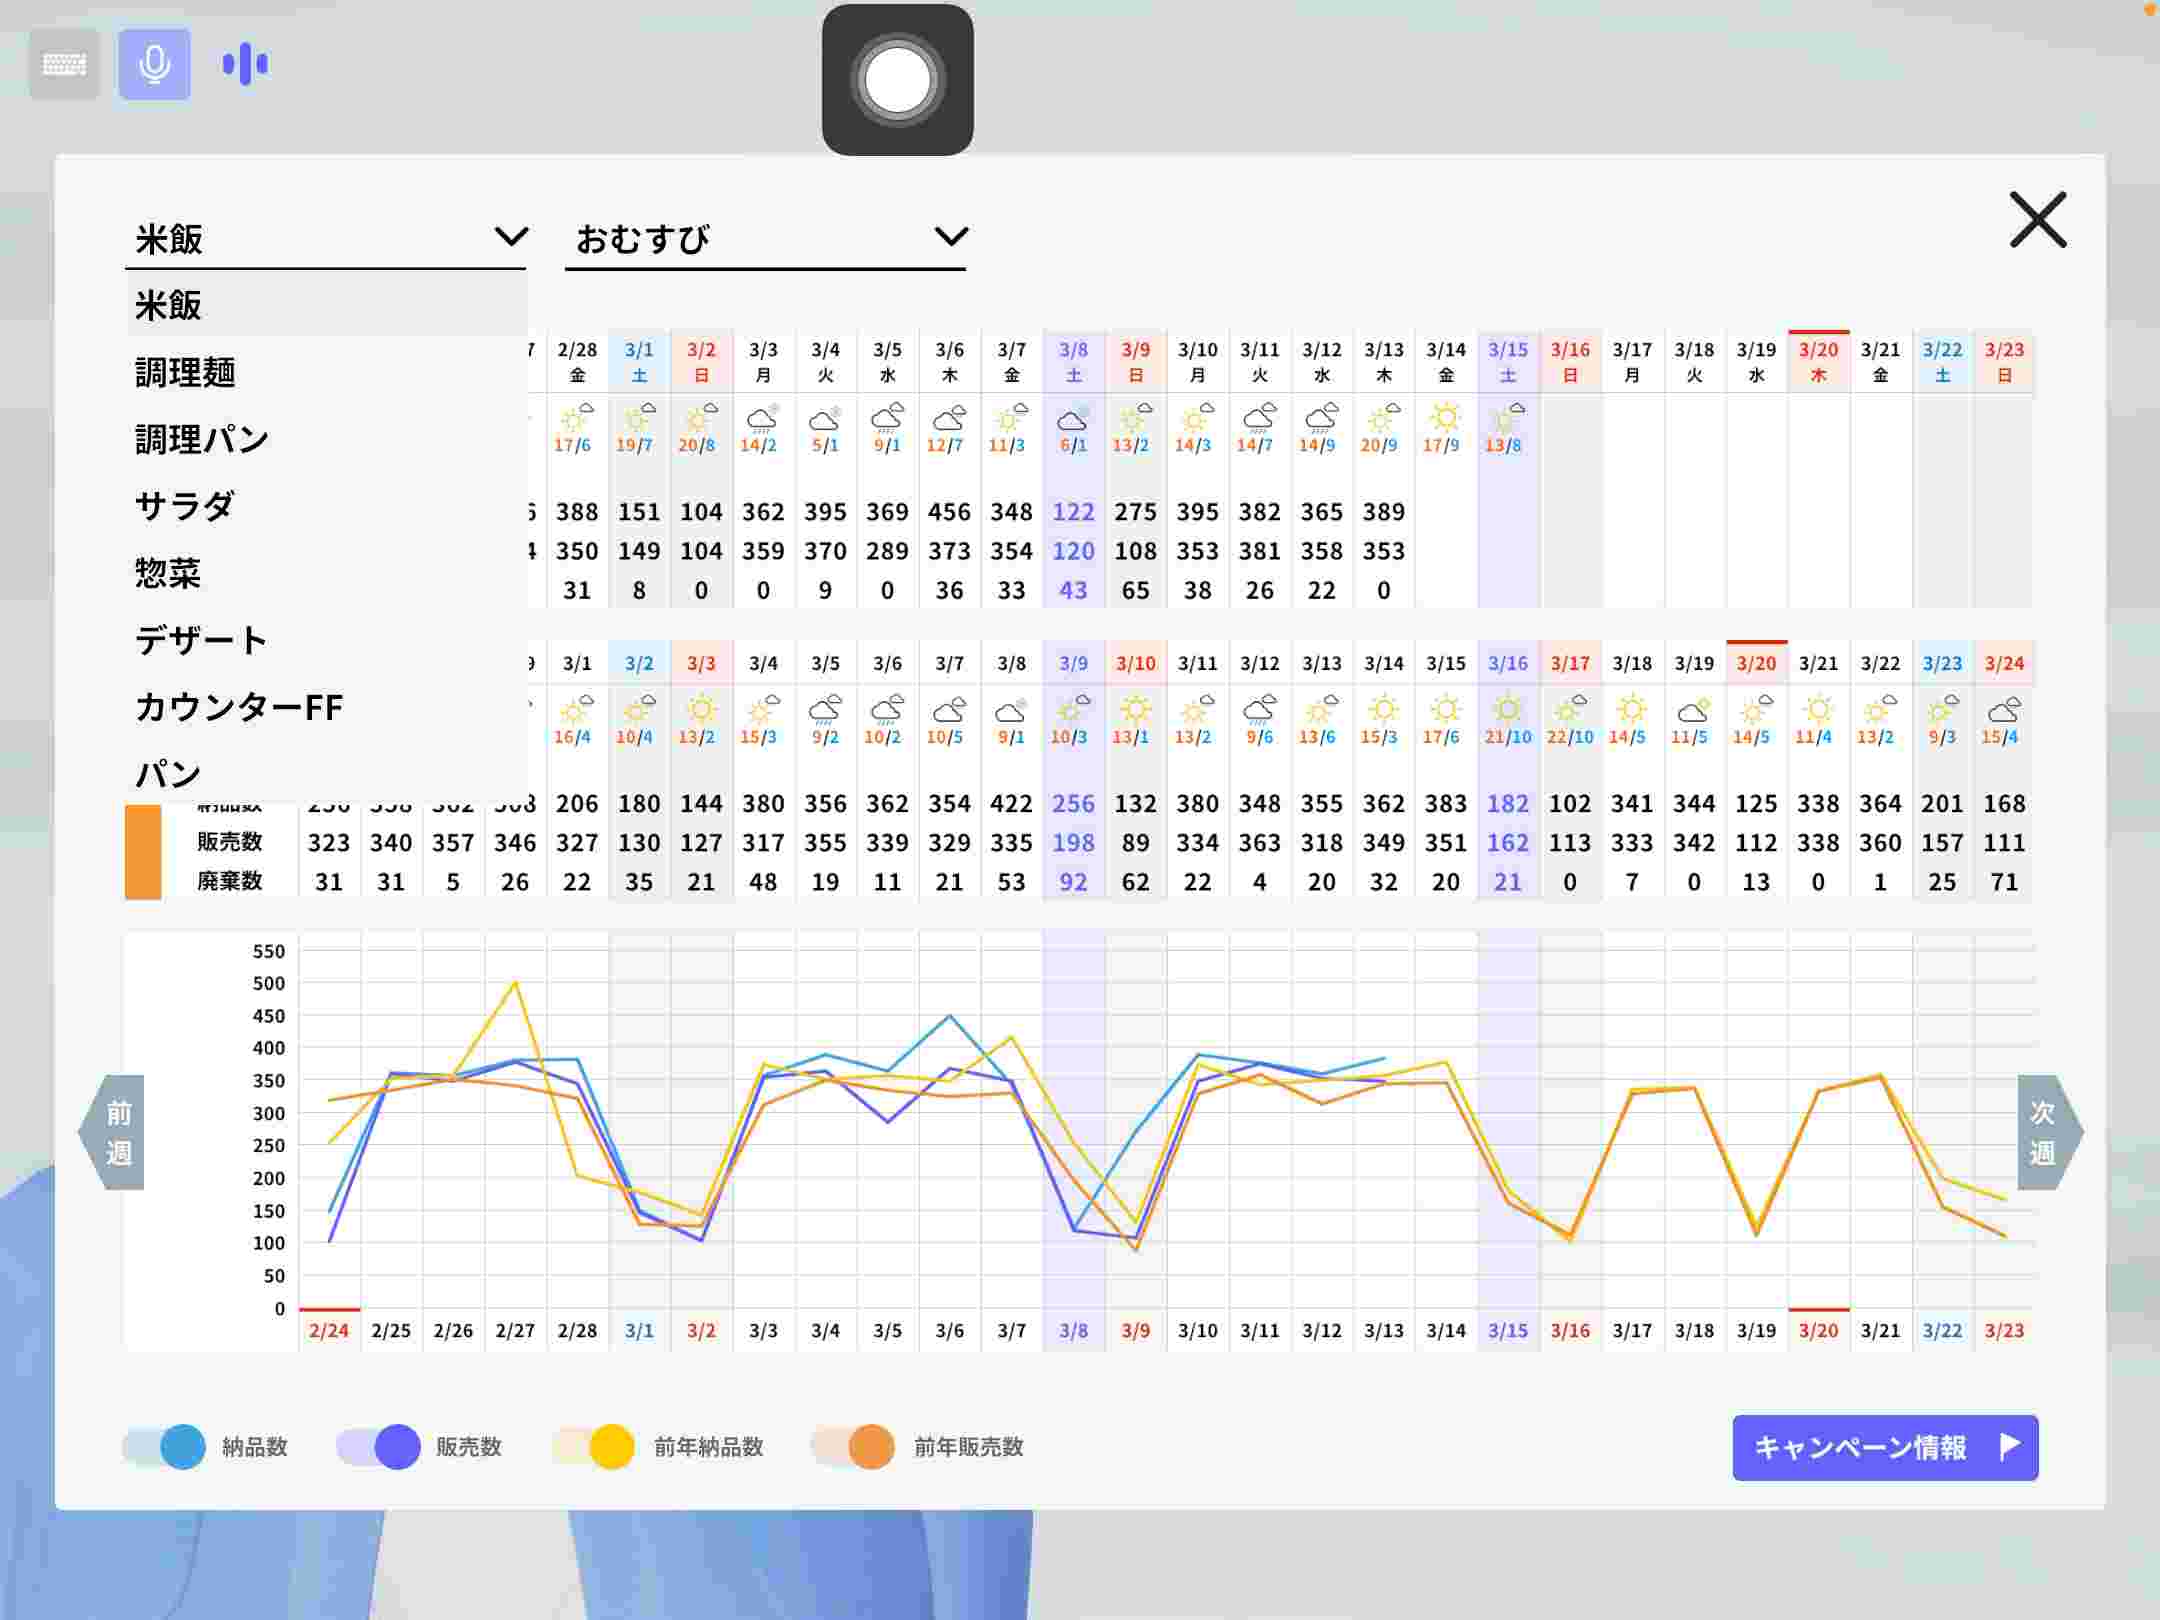 米飯 おむすび
米飯
調理麺
調理パン
サラダ
惣菜
デザート
カウンターFF
パン
2/28 3/1 3/2 3/3 3/4 3/5 3/6 3/7 3/8 3/9 3/10 3/11 3/12 3/13 3/14 3/15 3/16 3/17 3/18 3/19 3/20 3/21 3/22 3/23
金 土 日 月 火 水 木 金 土 日 月 火 水 木 金 土 日 月 火 水 木 金 土 日
17/6 19/7 20/8 14/2 5/1 9/1 12/7 11/3 6/1 13/2 14/3 14/7 14/9 20/9 17/9 13/8
388 151 104 362 395 369 456 348 122 275 395 382 365 389
350 149 104 359 370 289 373 354 120 108 353 381 358 353
31 8 0 0 9 0 36 33 43 65 38 26 22 0
3/1 3/2 3/3 3/4 3/5 3/6 3/7 3/8 3/9 3/10 3/11 3/12 3/13 3/14 3/15 3/16 3/17 3/18 3/19 3/20 3/21 3/22 3/23 3/24
16/4 10/4 13/2 15/3 9/2 10/2 10/5 9/1 10/3 13/1 13/2 9/6 13/6 15/3 17/6 21/10 22/10 14/5 11/5 14/5 11/4 13/2 9/3 15/4
納品数 206 180 144 380 356 362 354 422 256 132 380 348 355 362 383 182 102 341 344 125 338 364 201 168
販売数 323 340 357 346 327 130 127 317 355 339 329 335 198 89 334 363 318 349 351 162 113 333 342 112 338 360 157 111
廃棄数 31 31 5 26 22 35 21 48 19 11 21 53 92 62 22 4 20 32 20 21 0 7 0 13 0 1 25 71
550
500
450
400
350
300
250
200
150
100
50
0
前週
次週
2/24 2/25 2/26 2/27 2/28 3/1 3/2 3/3 3/4 3/5 3/6 3/7 3/8 3/9 3/10 3/11 3/12 3/13 3/14 3/15 3/16 3/17 3/18 3/19 3/20 3/21 3/22 3/23
納品数 販売数 前年納品数 前年販売数 キャンペーン情報